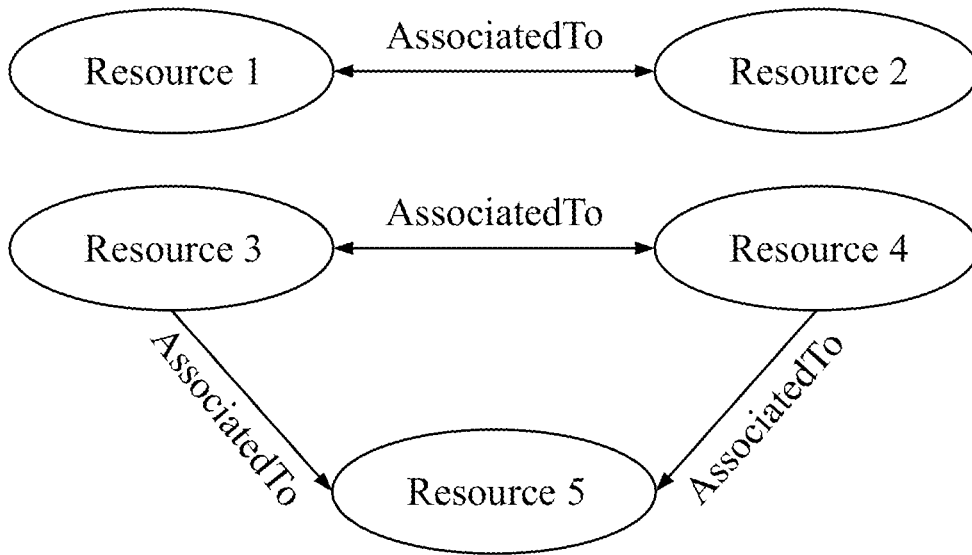 AssociatedTo
Resource 1
Resource 2
AssociatedTo
Resource 3
Resource 4
AssociatedTo
AssociatedTo
Resource 5